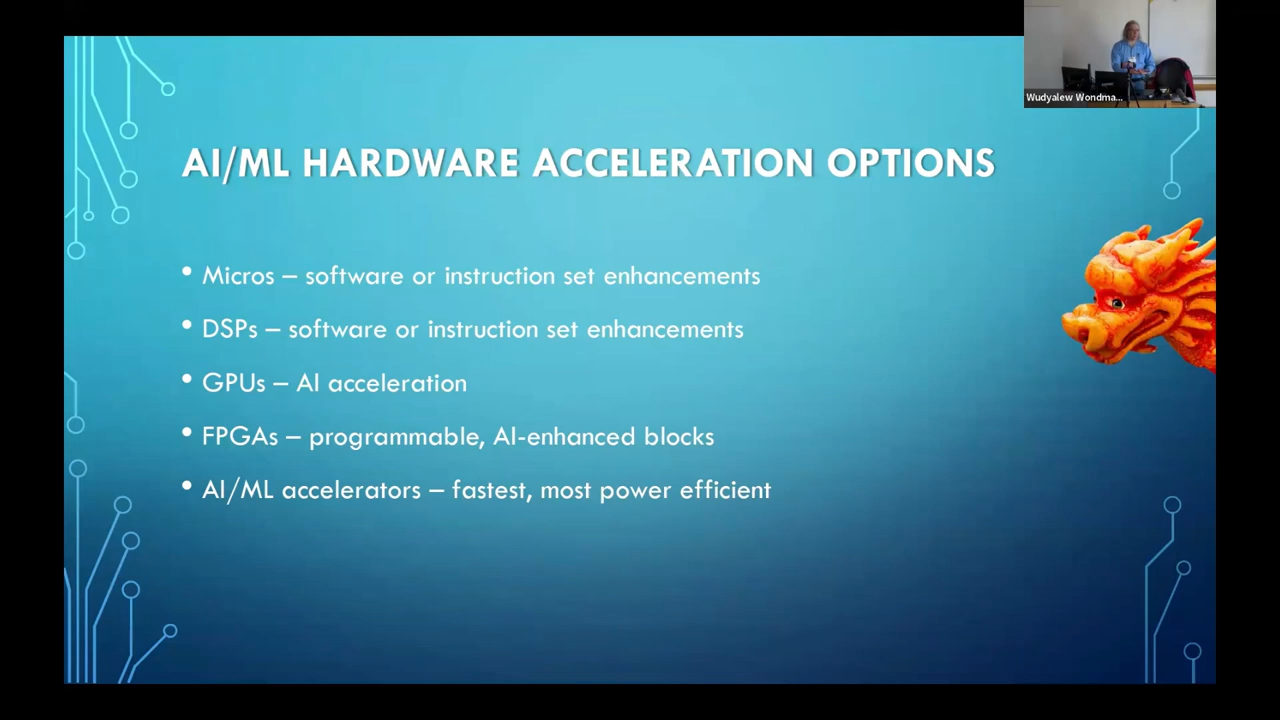 Wudyalew Wondma...
AI/ML HARDWARE ACCELERATION OPTIONS
• Micros – software or instruction set enhancements
• DSPs – software or instruction set enhancements
• GPUs – AI acceleration
• FPGAs – programmable, AI-enhanced blocks
• AI/ML accelerators – fastest, most power efficient